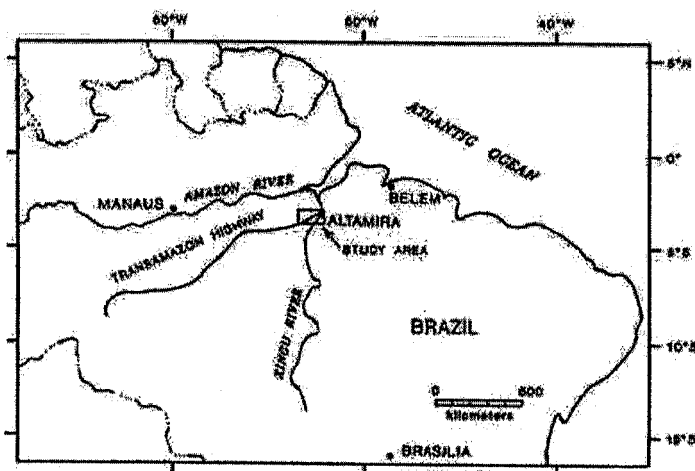 60°W
50°W
40°W
5°N
ATLANTIC OCEAN
0°
AMAZON RIVER
MANAUS
BELEM
ALTAMIRA
TRANSAMAZON HIGHWAY
STUDY AREA
5°S
XINGU RIVER
BRAZIL
10°S
0 500
kilometers
15°S
BRASILIA